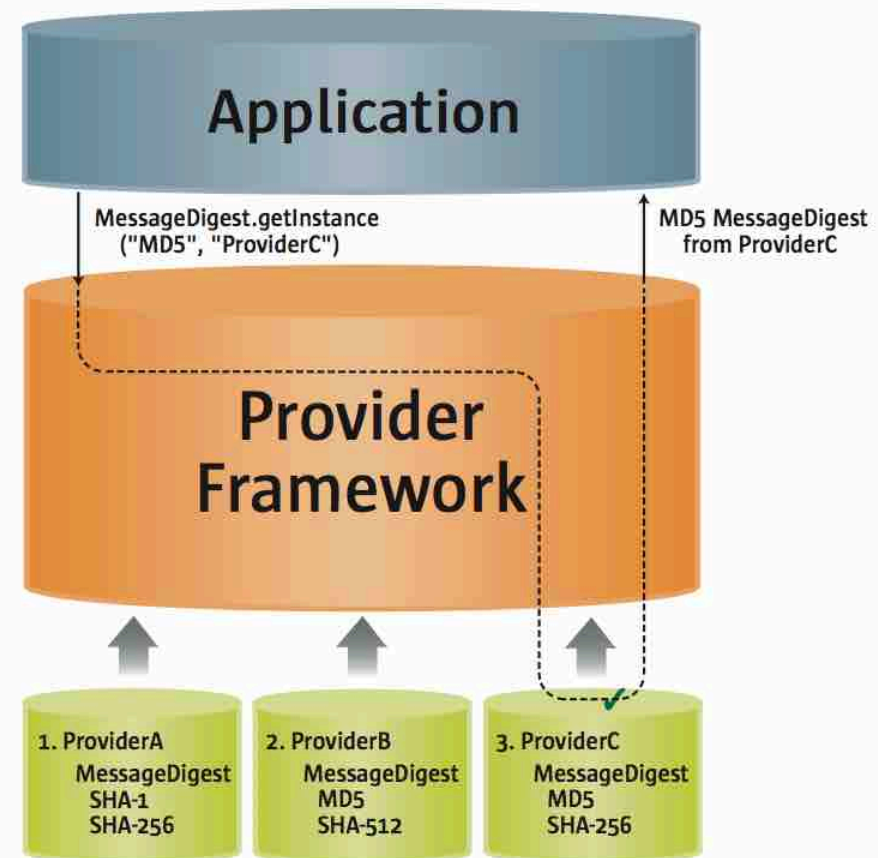 Application
MessageDigest.getInstance
("MD5", "ProviderC")
MD5 MessageDigest
from ProviderC
Provider
Framework
1. ProviderA
MessageDigest
SHA-1
SHA-256
2. ProviderB
MessageDigest
MD5
SHA-512
3. ProviderC
MessageDigest
MD5
SHA-256